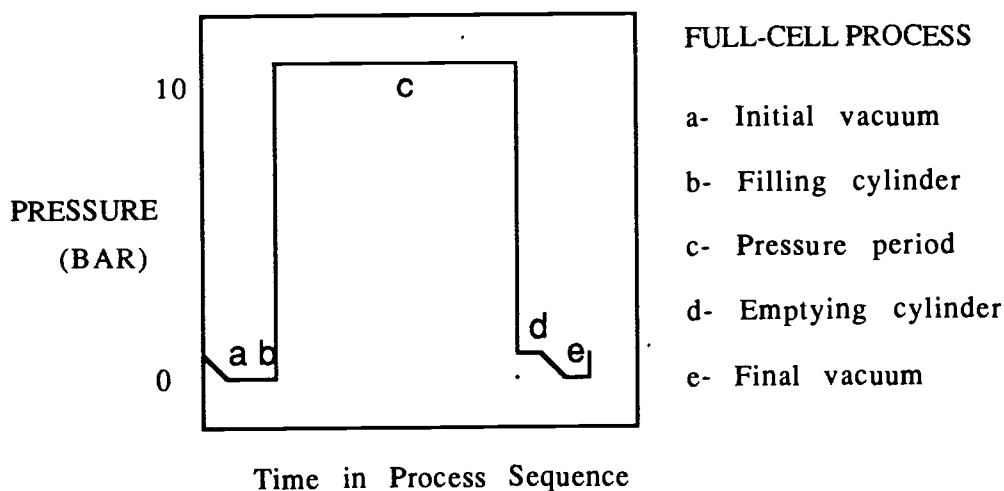 FULL-CELL PROCESS
10
c
a- Initial vacuum
b- Filling cylinder
PRESSURE
(BAR)
c- Pressure period
d- Emptying cylinder
a b
d
e
0
e- Final vacuum
Time in Process Sequence